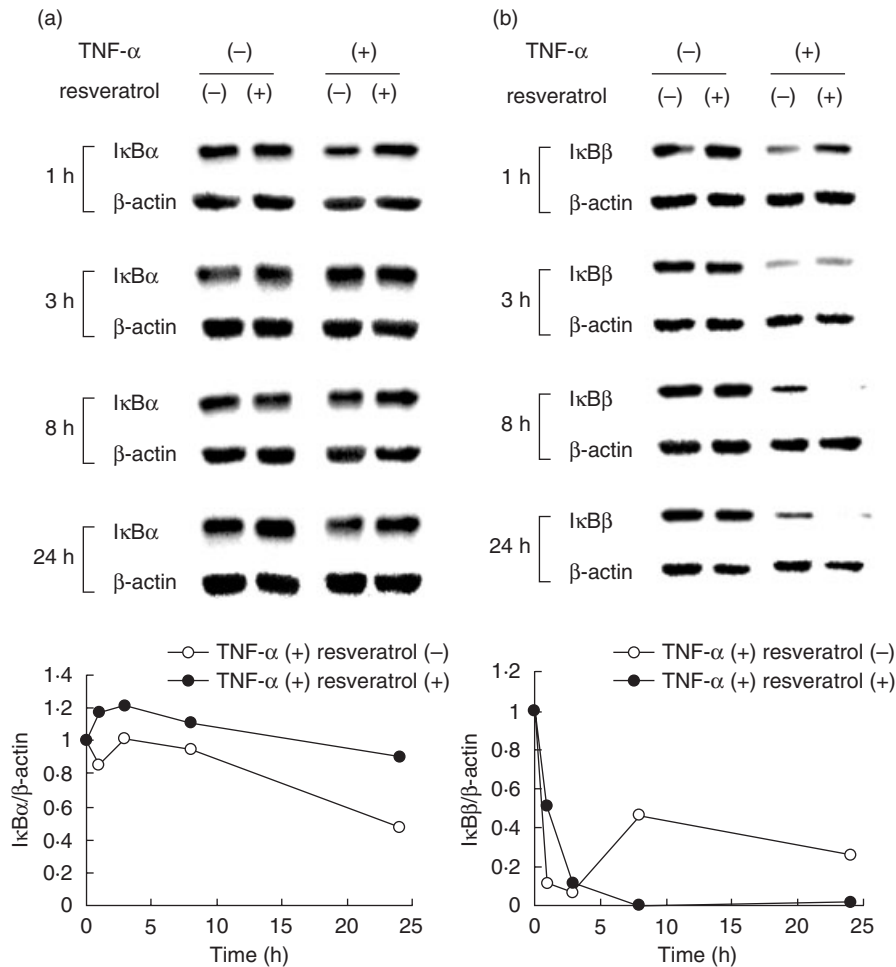 (a)
TNF-α (–) (+)
resveratrol (–) (+) (–) (+)
1 h
IκBα
β-actin
3 h
IκBα
β-actin
8 h
IκBα
β-actin
24 h
IκBα
β-actin
TNF-α (+) resveratrol (–)
TNF-α (+) resveratrol (+)
1·4
1·2
1
0·8
0·6
0·4
0·2
0
IκBα/β-actin
0 5 10 15 20 25
Time (h)
(b)
TNF-α (–) (+)
resveratrol (–) (+) (–) (+)
1 h
IκBβ
β-actin
3 h
IκBβ
β-actin
8 h
IκBβ
β-actin
24 h
IκBβ
β-actin
TNF-α (+) resveratrol (–)
TNF-α (+) resveratrol (+)
1·2
1
0·8
0·6
0·4
0·2
0
IκBβ/β-actin
0 5 10 15 20 25
Time (h)